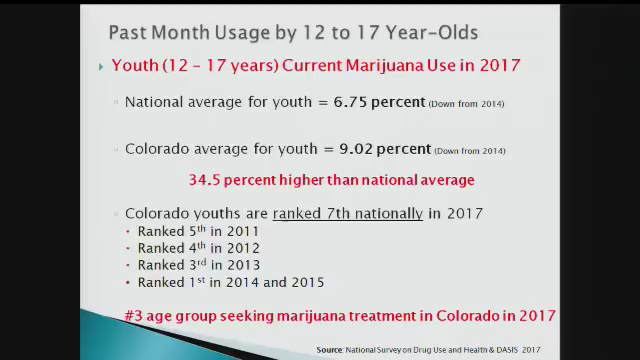 Past Month Usage by 12 to 17 Year-Olds
Youth (12 – 17 years) Current Marijuana Use in 2017
National average for youth = 6.75 percent (Down from 2014)
Colorado average for youth = 9.02 percent (Down from 2014)
34.5 percent higher than national average
Colorado youths are ranked 7th nationally in 2017
Ranked 5th in 2011
Ranked 4th in 2012
Ranked 3rd in 2013
Ranked 1st in 2014 and 2015
#3 age group seeking marijuana treatment in Colorado in 2017
Source: National Survey on Drug Use and Health & DASIS 2017